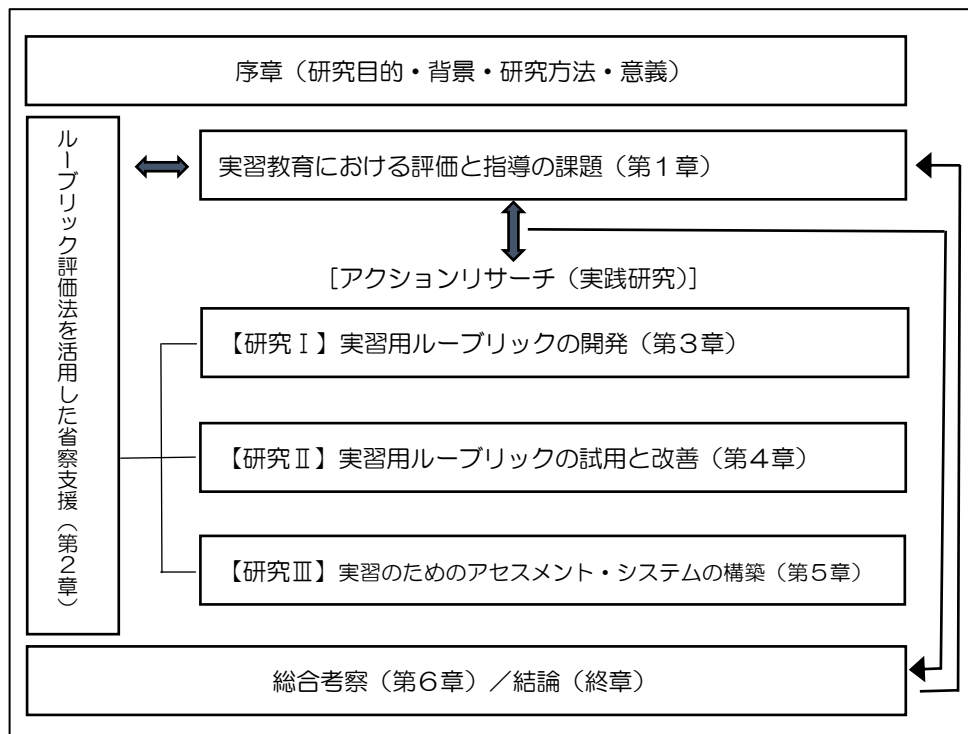 序章（研究目的・背景・研究方法・意義）
ルーブリック評価法を活用した省察支援（第２章）
実習教育における評価と指導の課題（第１章）
［アクションリサーチ（実践研究）］
【研究Ⅰ】実習用ルーブリックの開発（第３章）
【研究Ⅱ】実習用ルーブリックの試用と改善（第４章）
【研究Ⅲ】実習のためのアセスメント・システムの構築（第５章）
総合考察（第６章）／結論（終章）